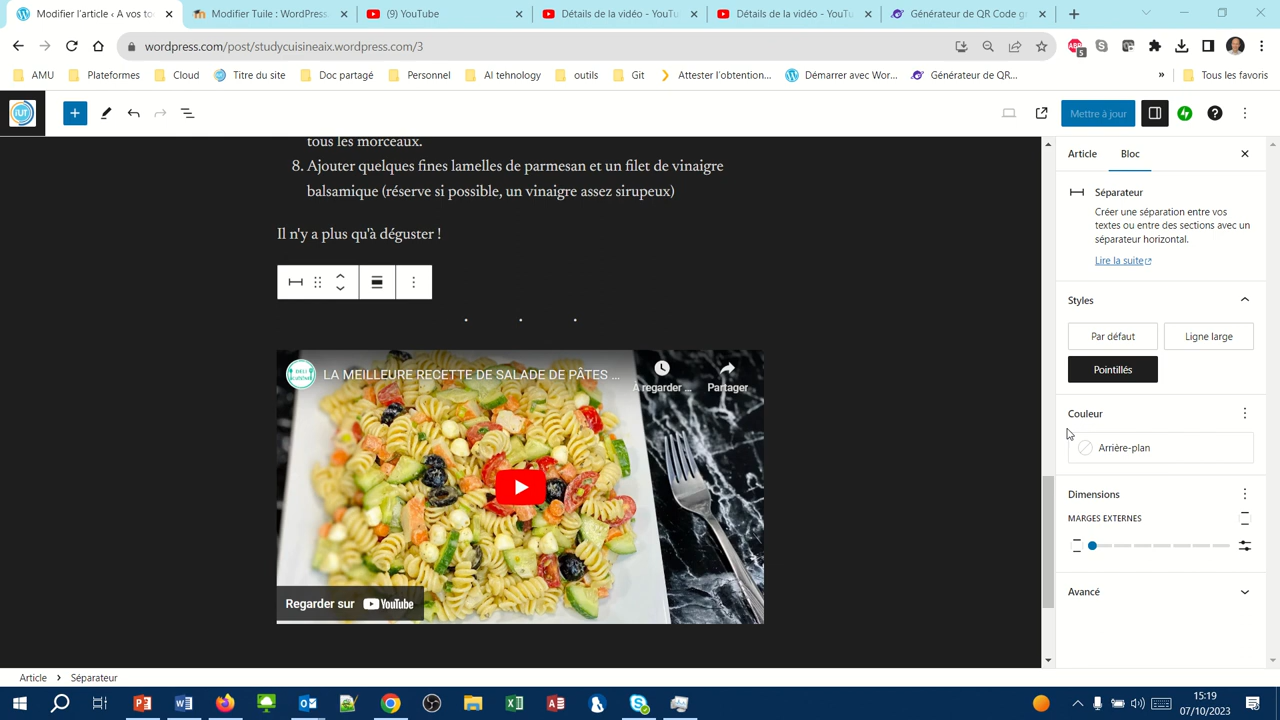 Modifier l'article < A vos to
Modifier Tuile : WordPress.
(9) YouTube
Détails de la vidéo - YouTu
Détails de la vidéo - YouTu
Générateur de QR Code g
wordpress.com/post/studycuisineaix.wordpress.com/3
5
AMU
Plateformes
Cloud
Titre du site
Doc partagé
Personnel
AI tehnology
outils
Git
Attester l'obtention...
Démarrer avec Wor...
Générateur de QR...
»
Tous les favoris
iUT
Mettre à jour
tous les morceaux.
8. Ajouter quelques fines lamelles de parmesan et un filet de vinaigre
balsamique (réserve si possible, un vinaigre assez sirupeux)
Il n'y a plus qu'à déguster !
LA MEILLEURE RECETTE DE SALADE DE PÂTES ...
À regarder ...
Partager
Regarder sur YouTube
Article
Bloc
Séparateur
Créer une séparation entre vos
textes ou entre des sections avec un
séparateur horizontal.
Lire la suite
Styles
Par défaut
Ligne large
Pointillés
Couleur
Arrière-plan
Dimensions
MARGES EXTERNES
Avancé
Article > Séparateur
15:19
07/10/2023